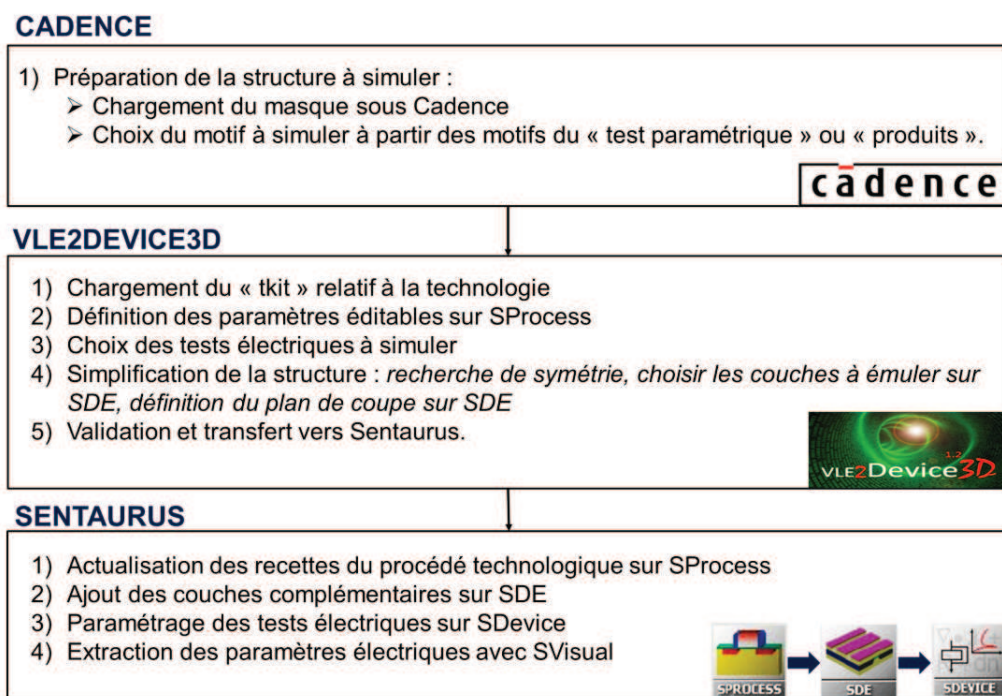 CADENCE
1) Préparation de la structure à simuler :
➢ Chargement du masque sous Cadence
➢ Choix du motif à simuler à partir des motifs du « test paramétrique » ou « produits ».
cādence
VLE2DEVICE3D
1) Chargement du « tkit » relatif à la technologie
2) Définition des paramètres éditables sur SProcess
3) Choix des tests électriques à simuler
4) Simplification de la structure : recherche de symétrie, choisir les couches à émuler sur
SDE, définition du plan de coupe sur SDE
5) Validation et transfert vers Sentaurus.
1.2
VLE2Device3D
SENTAURUS
1) Actualisation des recettes du procédé technologique sur SProcess
2) Ajout des couches complémentaires sur SDE
3) Paramétrage des tests électriques sur SDevice
4) Extraction des paramètres électriques avec SVisual
SPROCESS SDE SDEVICE